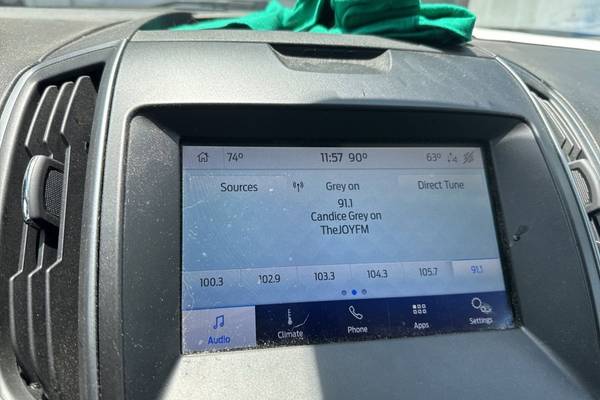 74° 11:57 90° 63° 4
Sources Grey on Direct Tune
91.1
Candice Grey on
TheJOYFM
100.3 102.9 103.3 104.3 105.7 91.1
Audio Climate Phone Apps Settings